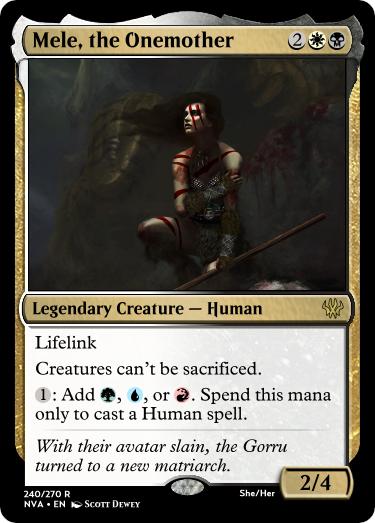 Mele, the Onemother 2
Legendary Creature — Human
Lifelink
Creatures can't be sacrificed.
1: Add , , or . Spend this mana
only to cast a Human spell.
With their avatar slain, the Gorru
turned to a new matriarch.
2/4
240/270 R
She/Her
NVA • EN Scott Dewey